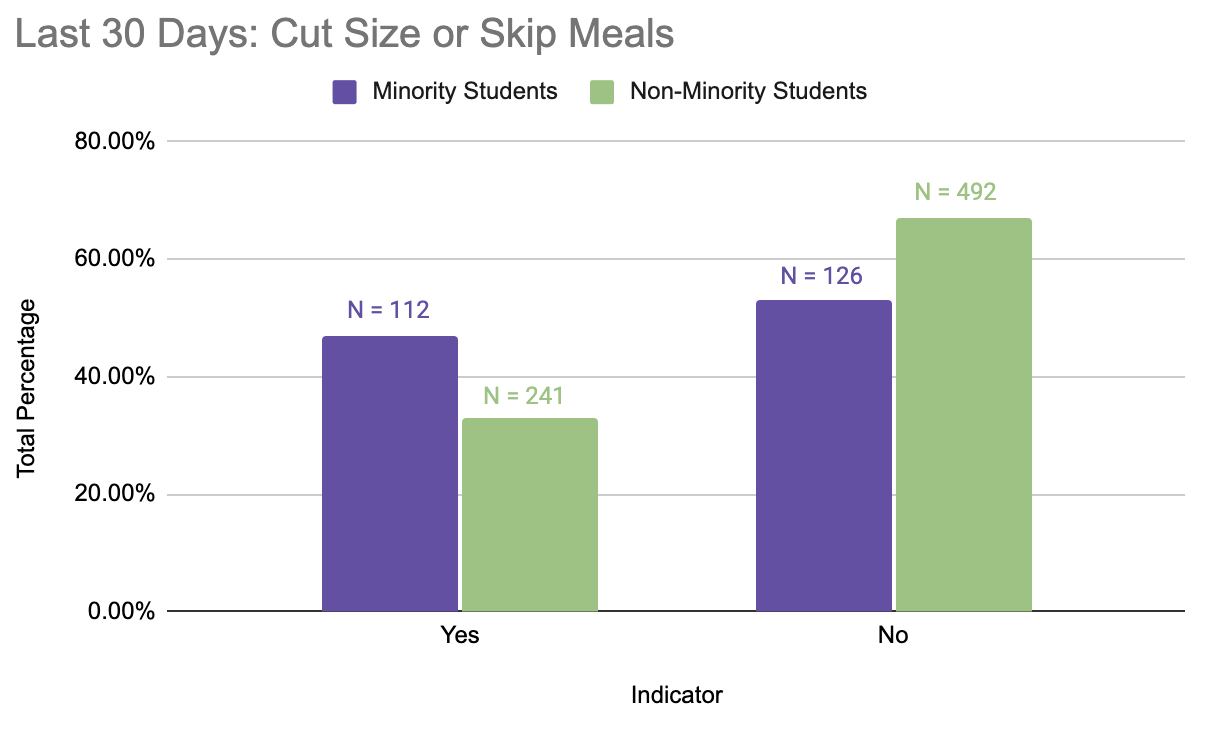 Last 30 Days: Cut Size or Skip Meals
Minority Students
Non-Minority Students
80.00%
60.00%
40.00%
20.00%
0.00%
Total Percentage
N = 112
N = 241
N = 126
N = 492
Yes
No
Indicator